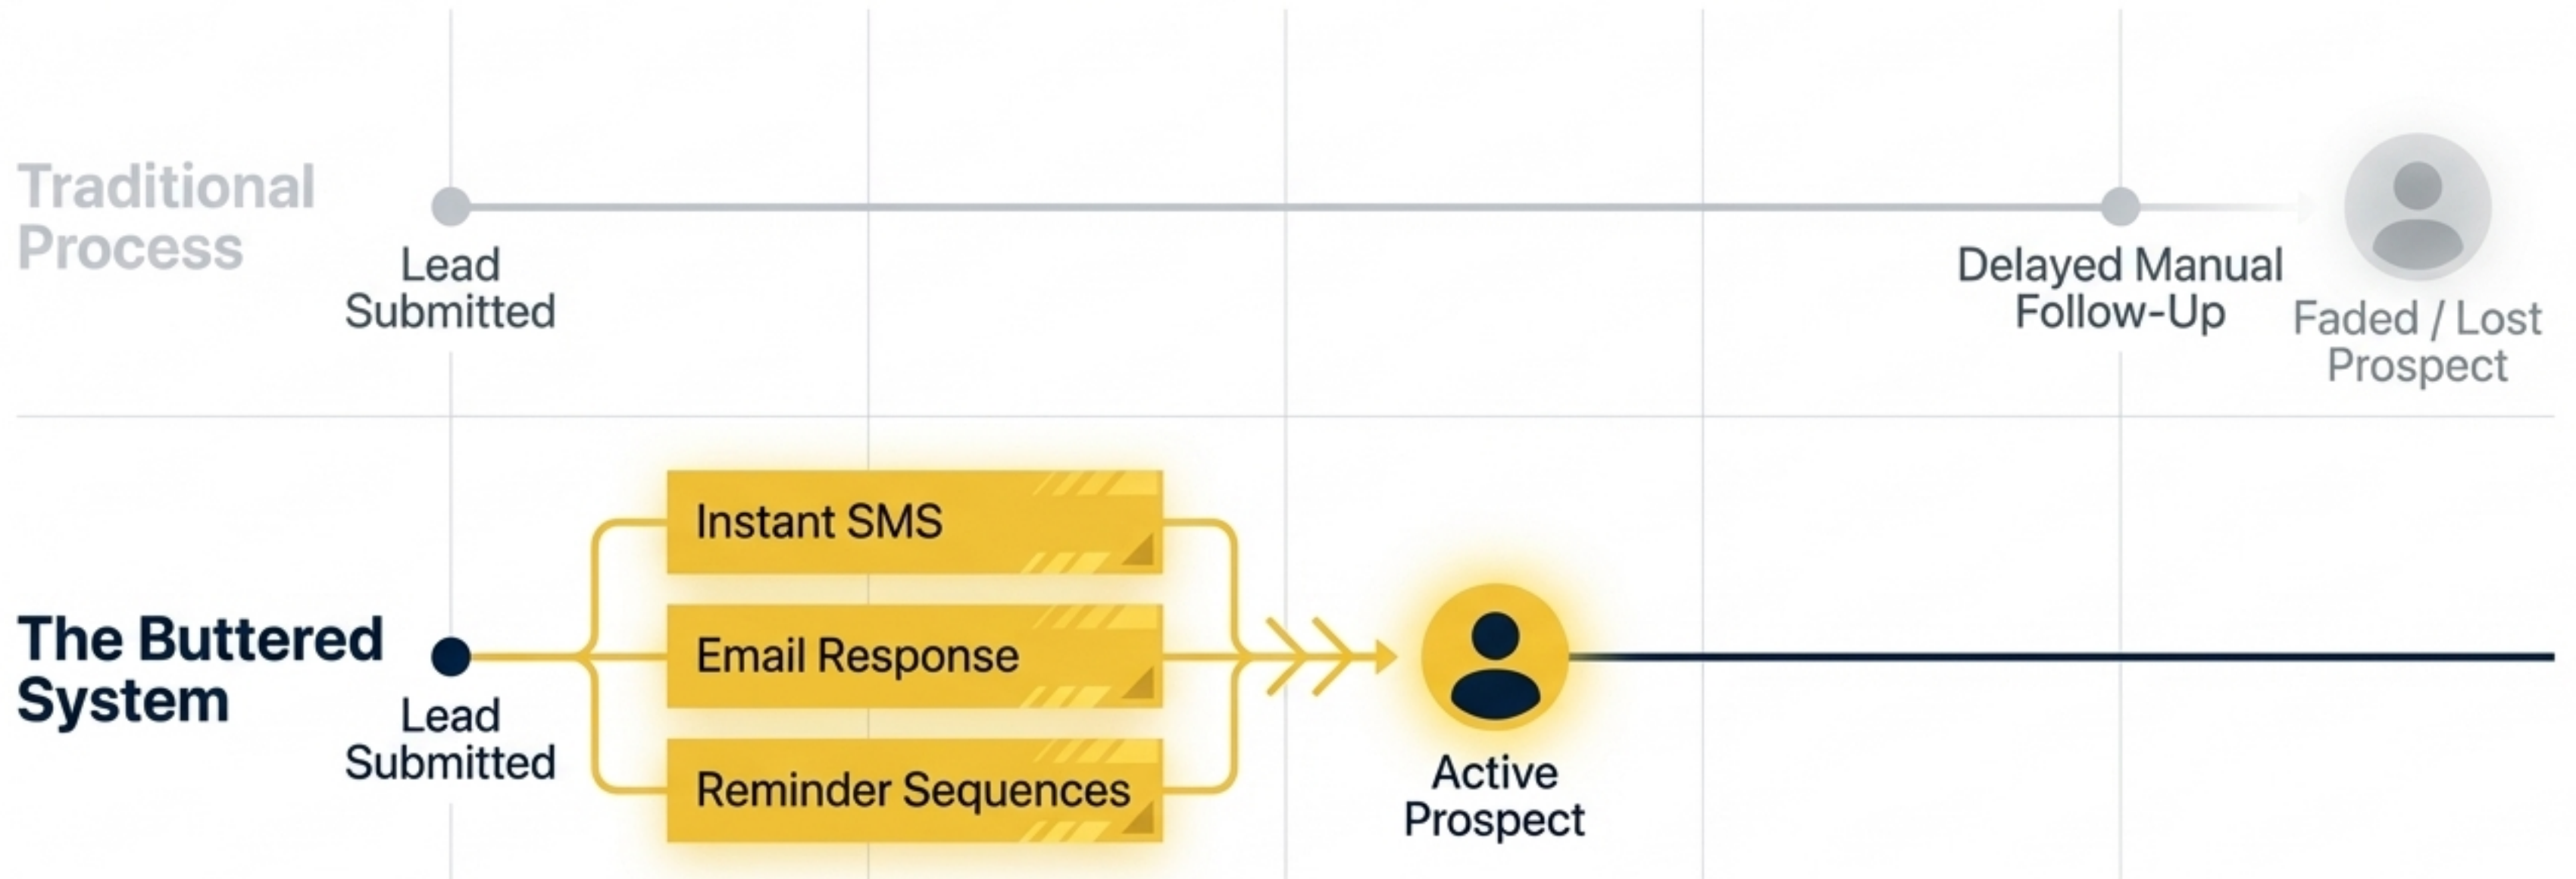 Traditional
Process
Lead
Submitted
Delayed Manual
Follow-Up
Faded / Lost
Prospect
The Buttered
System
Lead
Submitted
Instant SMS
Email Response
Reminder Sequences
Active
Prospect